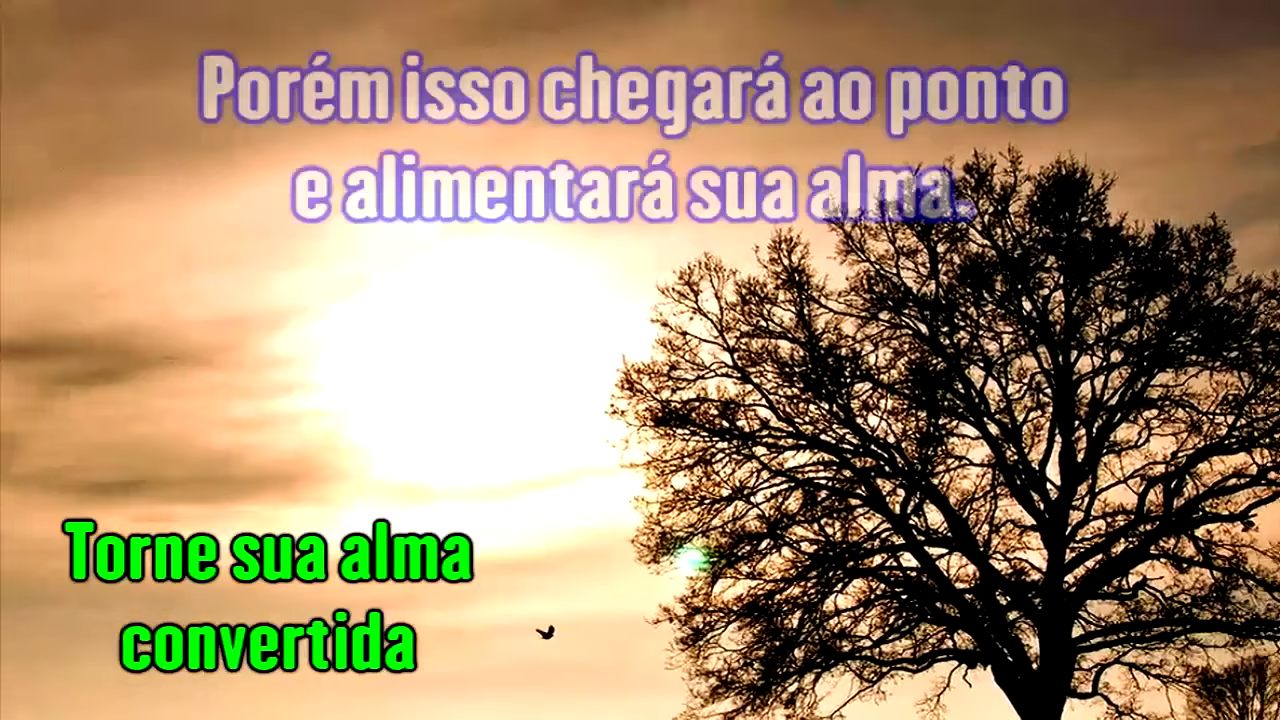 Porém isso chegará ao ponto
e alimentará sua alma.
Torne sua alma
convertida